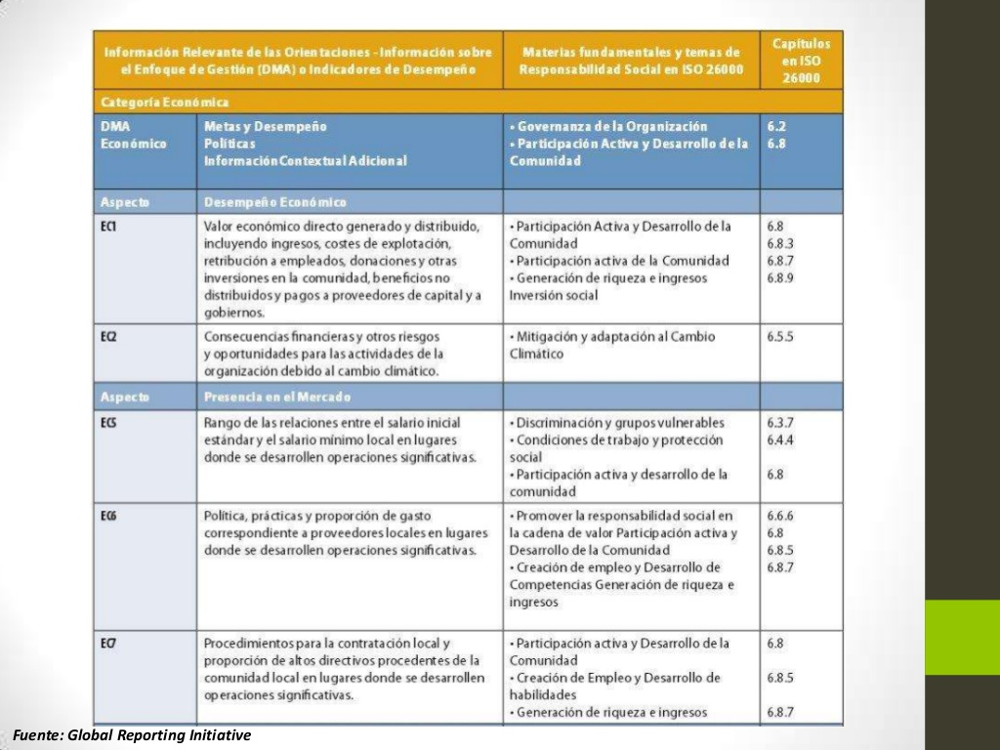 Información Relevante de las Orientaciones - Información sobre
el Enfoque de Gestión (DMA) o Indicadores de Desempeño
Materias fundamentales y temas de
Responsabilidad Social en ISO 26000
Capítulos
en ISO
26000
Categoría Económica
DMA
Económico
Metas y Desempeño
Políticas
Información Contextual Adicional
• Governanza de la Organización
• Participación Activa y Desarrollo de la
Comunidad
6.2
6.8
Aspecto
Desempeño Económico
EC1
Valor económico directo generado y distribuido,
incluyendo ingresos, costes de explotación,
retribución a empleados, donaciones y otras
inversiones en la comunidad, beneficios no
distribuidos y pagos a proveedores de capital y a
gobiernos.
• Participación Activa y Desarrollo de la
Comunidad
• Participación activa de la Comunidad
• Generación de riqueza e ingresos
Inversión social
6.8
6.8.3
6.8.7
6.8.9
EC2
Consecuencias financieras y otros riesgos
y oportunidades para las actividades de la
organización debido al cambio climático.
• Mitigación y adaptación al Cambio
Climático
6.5.5
Aspecto
Presencia en el Mercado
EC5
Rango de las relaciones entre el salario inicial
estándar y el salario mínimo local en lugares
donde se desarrollen operaciones significativas.
• Discriminación y grupos vulnerables
• Condiciones de trabajo y protección
social
• Participación activa y desarrollo de la
comunidad
6.3.7
6.4.4
6.8
EC6
Política, prácticas y proporción de gasto
correspondiente a proveedores locales en lugares
donde se desarrollen operaciones significativas.
• Promover la responsabilidad social en
la cadena de valor Participación activa y
Desarrollo de la Comunidad
• Creación de empleo y Desarrollo de
Competencias Generación de riqueza e
ingresos
6.6.6
6.8
6.8.5
6.8.7
EC7
Procedimientos para la contratación local y
proporción de altos directivos procedentes de la
comunidad local en lugares donde se desarrollen
operaciones significativas.
• Participación activa y Desarrollo de la
Comunidad
• Creación de Empleo y Desarrollo de
habilidades
• Generación de riqueza e ingresos
6.8
6.8.5
6.8.7
Fuente: Global Reporting Initiative